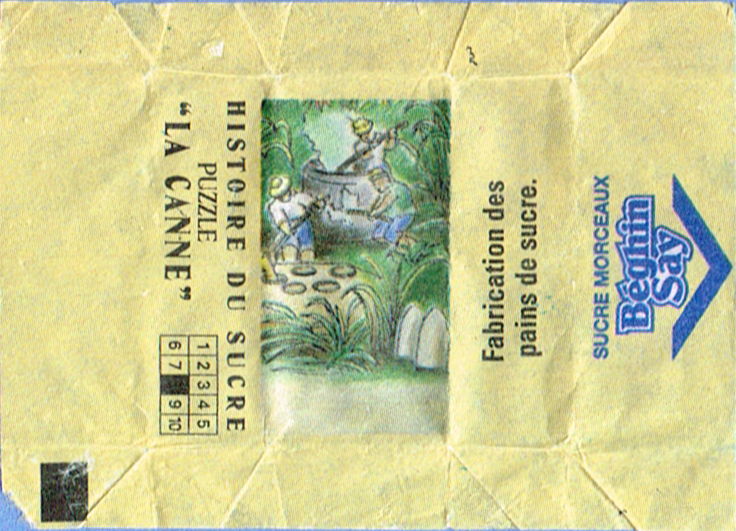 HISTOIRE DU SUCRE
PUZZLE
“LA CANNE”
1 2 3 4 5
6 7 9 10
Fabrication des
pains de sucre.
SUCRE MORCEAUX
Béghin
Say